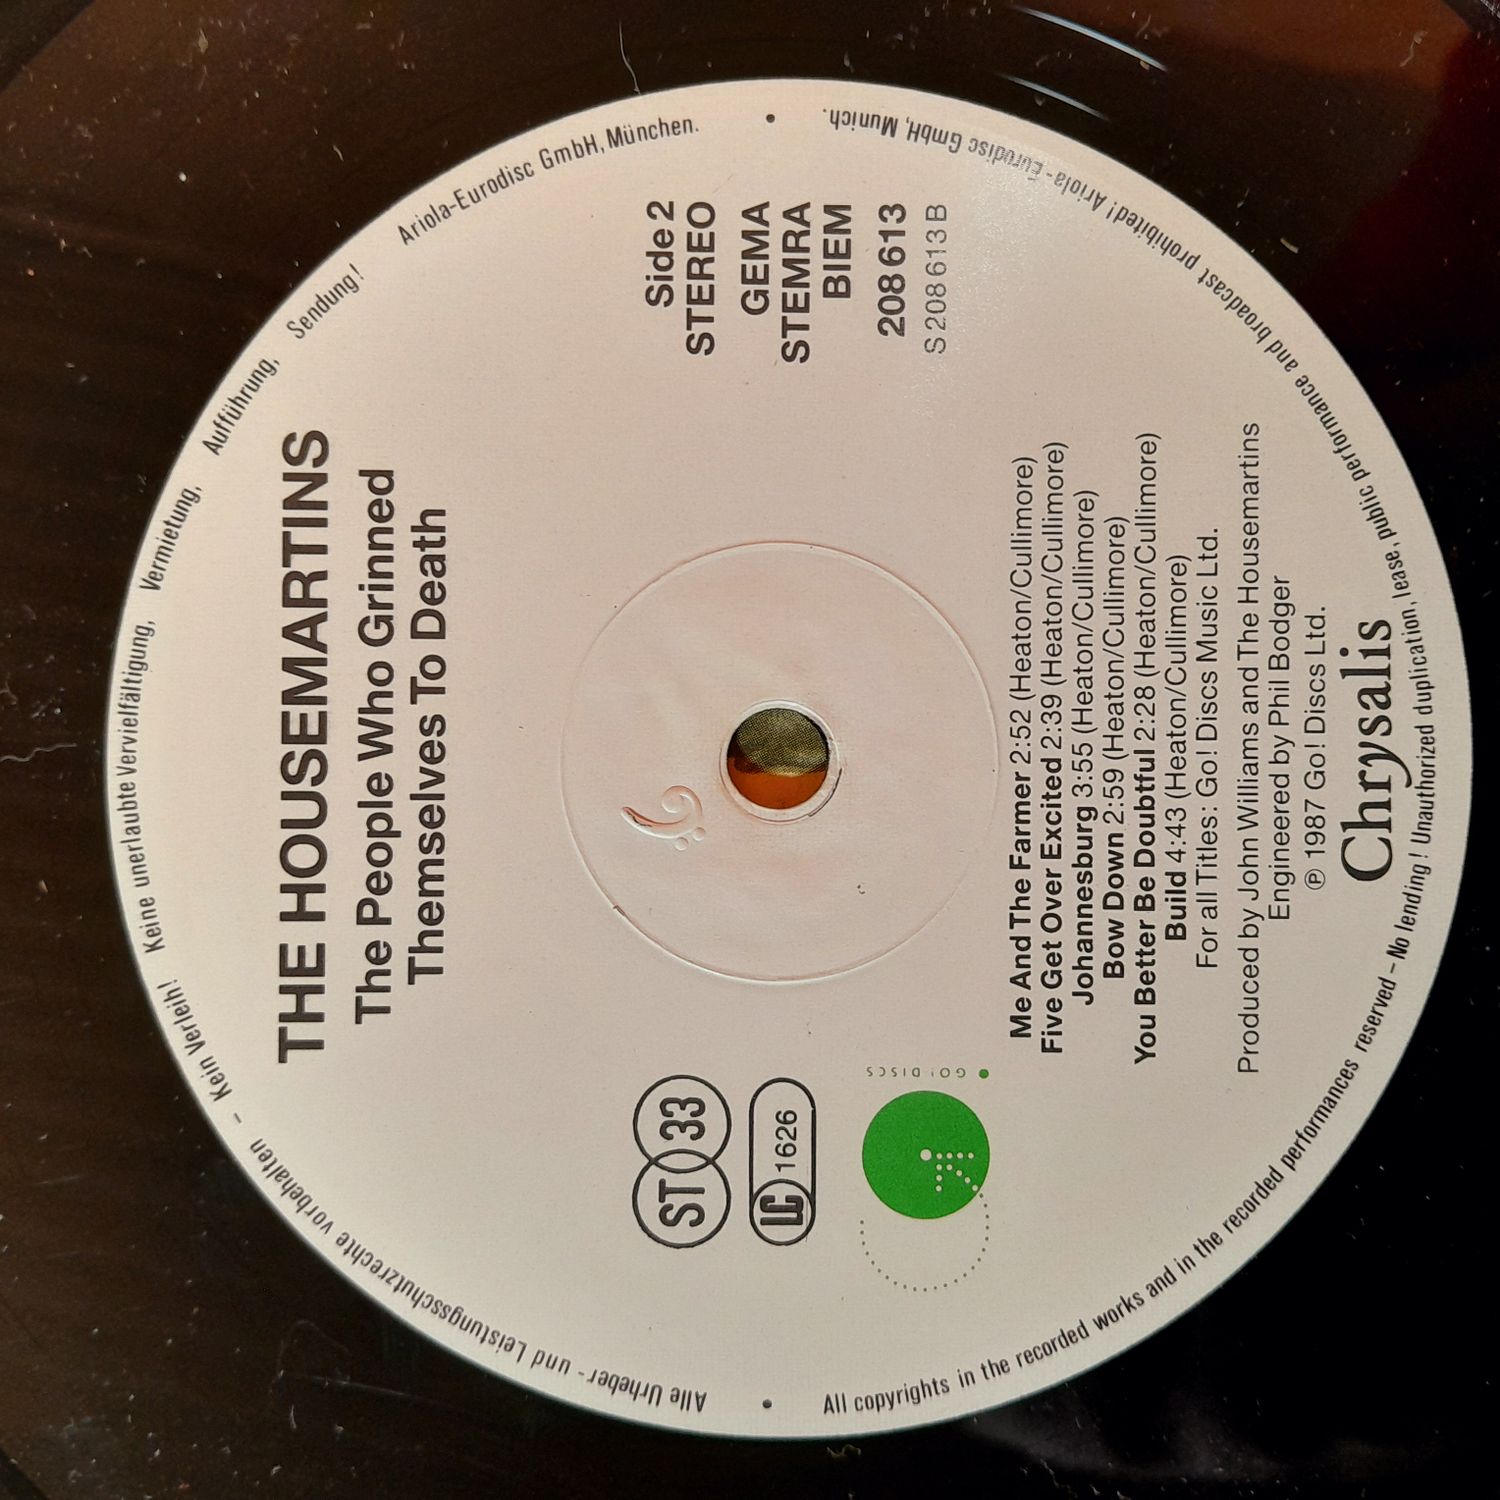 THE HOUSEMARTINS
The People Who Grinned
Themselves To Death
ST 33
LC 1626
GO! DISCS
Side 2
STEREO
GEMA
STEMRA
BIEM
208 613
S 208 613 B
Me And The Farmer 2:52 (Heaton/Cullimore)
Five Get Over Excited 2:39 (Heaton/Cullimore)
Johannesburg 3:55 (Heaton/Cullimore)
Bow Down 2:59 (Heaton/Cullimore)
You Better Be Doubtful 2:28 (Heaton/Cullimore)
Build 4:43 (Heaton/Cullimore)
For all Titles: Go! Discs Music Ltd.
Produced by John Williams and The Housemartins
Engineered by Phil Bodger
℗ 1987 Go! Discs Ltd.
Chrysalis
Alle Urheber- und Leistungsschutzrechte vorbehalten – Kein Verleih! Keine unerlaubte Vervielfältigung, Vermietung, Aufführung, Sendung! Ariola-Eurodisc GmbH, München.
All copyrights in the recorded works and in the recorded performances reserved – No lending! Unauthorized duplication, lease, public performance and broadcast prohibited! Ariola-Eurodisc GmbH, Munich.